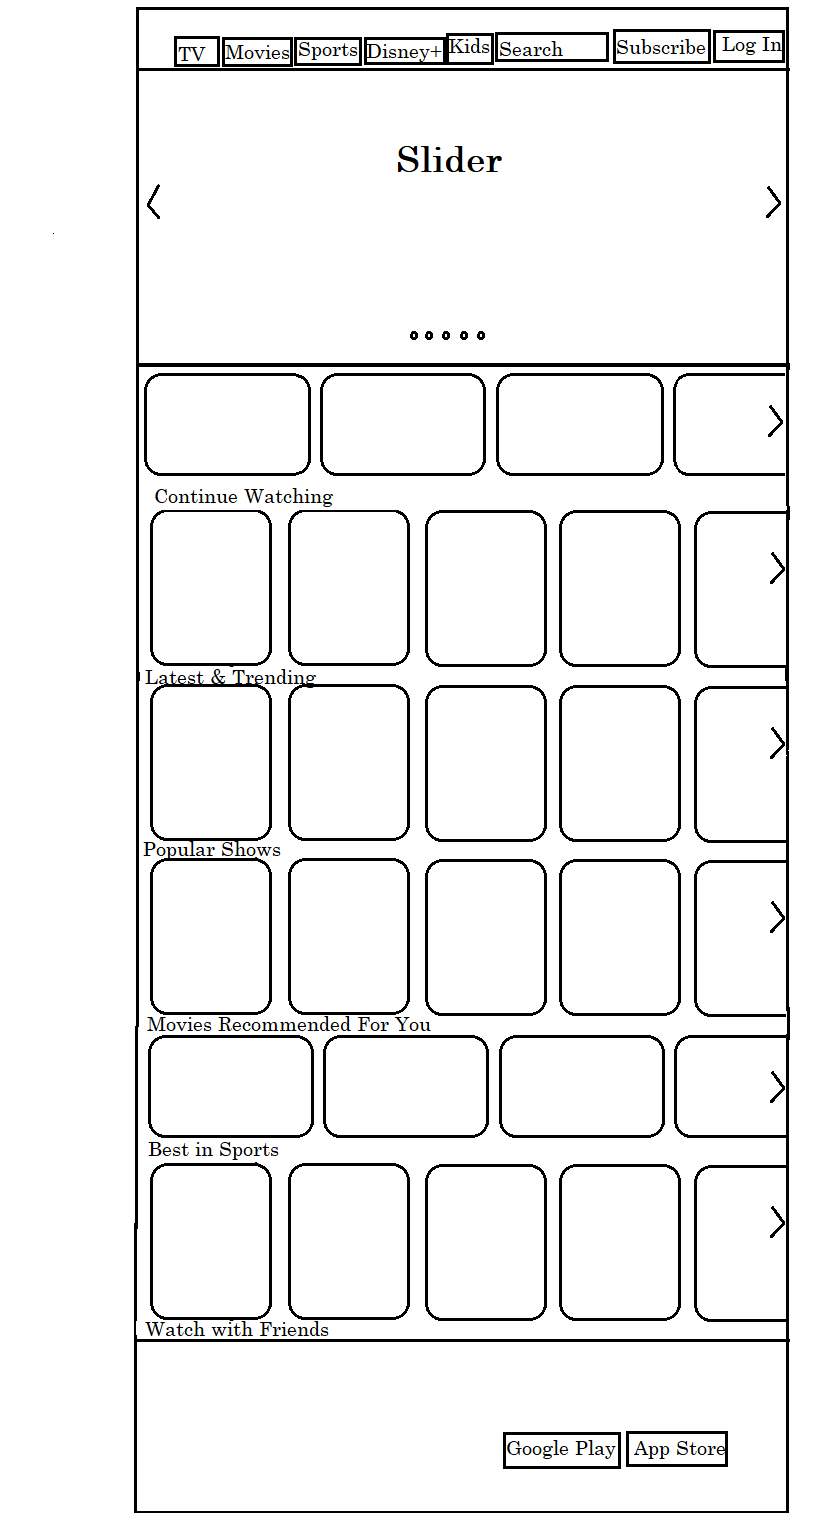 TV Movies Sports Disney+ Kids Search Subscribe Log In
Slider
Continue Watching
Latest & Trending
Popular Shows
Movies Recommended For You
Best in Sports
Watch with Friends
Google Play App Store